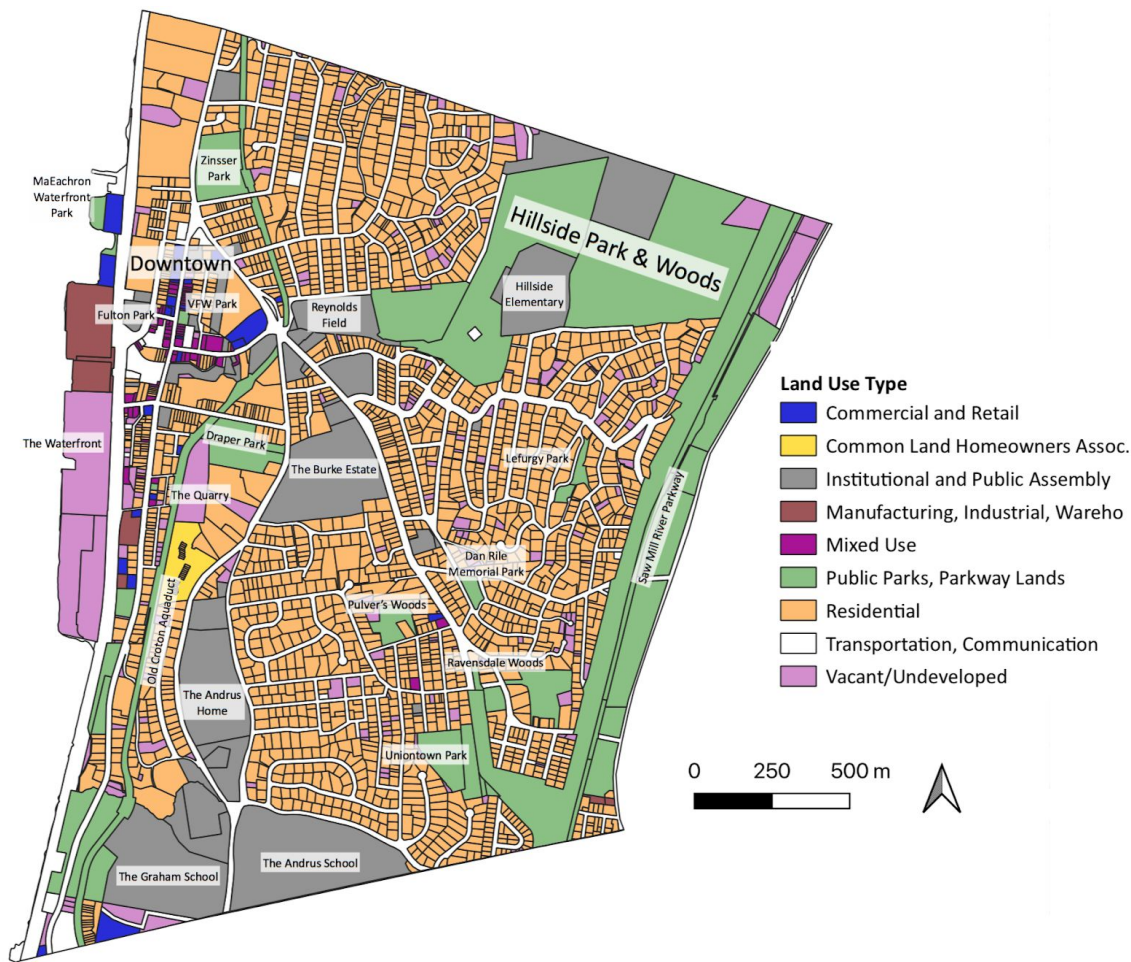 Zinsser
Park
MaEachron
Waterfront
Park
Hillside Park & Woods
Downtown
Hillside
Elementary
VFW Park
Fulton Park
Reynolds
Field
The Waterfront
Draper Park
The Burke Estate
Lefurgy Park
The Quarry
Saw Mill River Parkway
Dan Rile
Memorial Park
Old Croton Aquaduct
Pulver's Woods
Ravensdale Woods
The Andrus
Home
Uniontown Park
The Andrus School
The Graham School
Land Use Type
Commercial and Retail
Common Land Homeowners Assoc.
Institutional and Public Assembly
Manufacturing, Industrial, Wareho
Mixed Use
Public Parks, Parkway Lands
Residential
Transportation, Communication
Vacant/Undeveloped
0 250 500 m